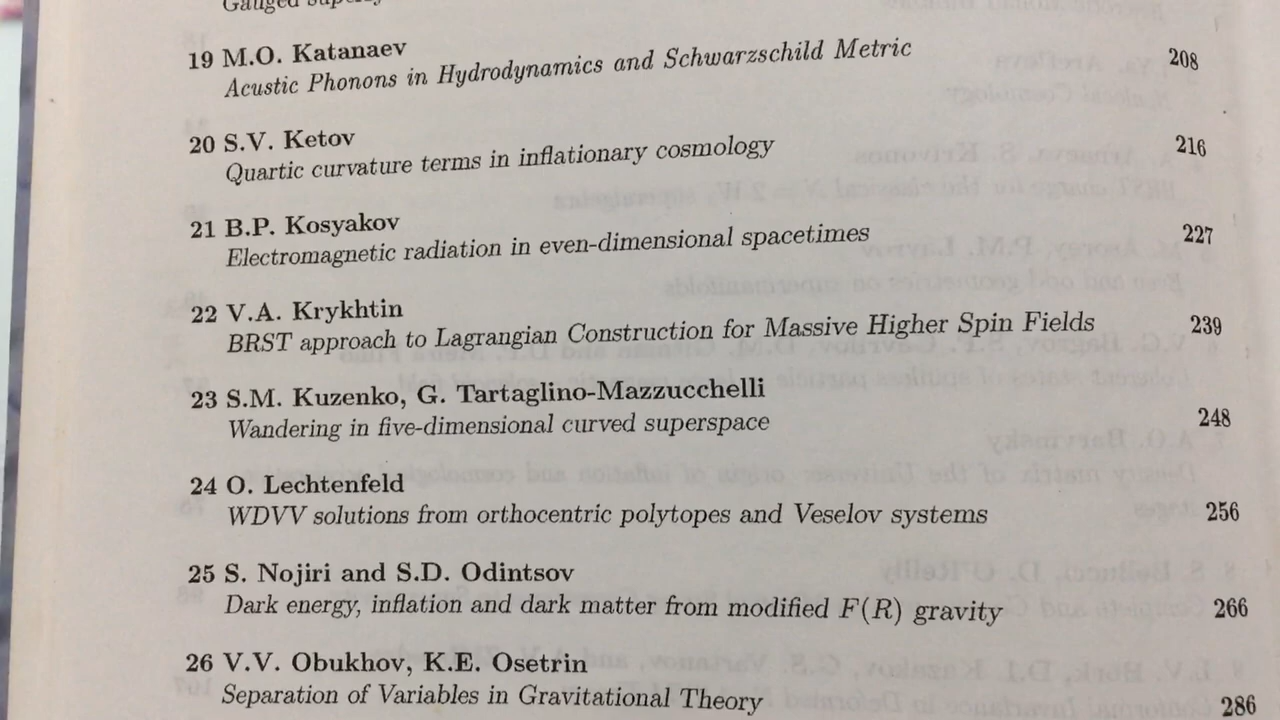 Gauged
19 M.O. Katanaev
Acustic Phonons in Hydrodynamics and Schwarzschild Metric 208
20 S.V. Ketov
Quartic curvature terms in inflationary cosmology 216
21 B.P. Kosyakov
Electromagnetic radiation in even-dimensional spacetimes 227
22 V.A. Krykhtin
BRST approach to Lagrangian Construction for Massive Higher Spin Fields 239
23 S.M. Kuzenko, G. Tartaglino-Mazzucchelli
Wandering in five-dimensional curved superspace 248
24 O. Lechtenfeld
WDVV solutions from orthocentric polytopes and Veselov systems 256
25 S. Nojiri and S.D. Odintsov
Dark energy, inflation and dark matter from modified F(R) gravity 266
26 V.V. Obukhov, K.E. Osetrin
Separation of Variables in Gravitational Theory 286